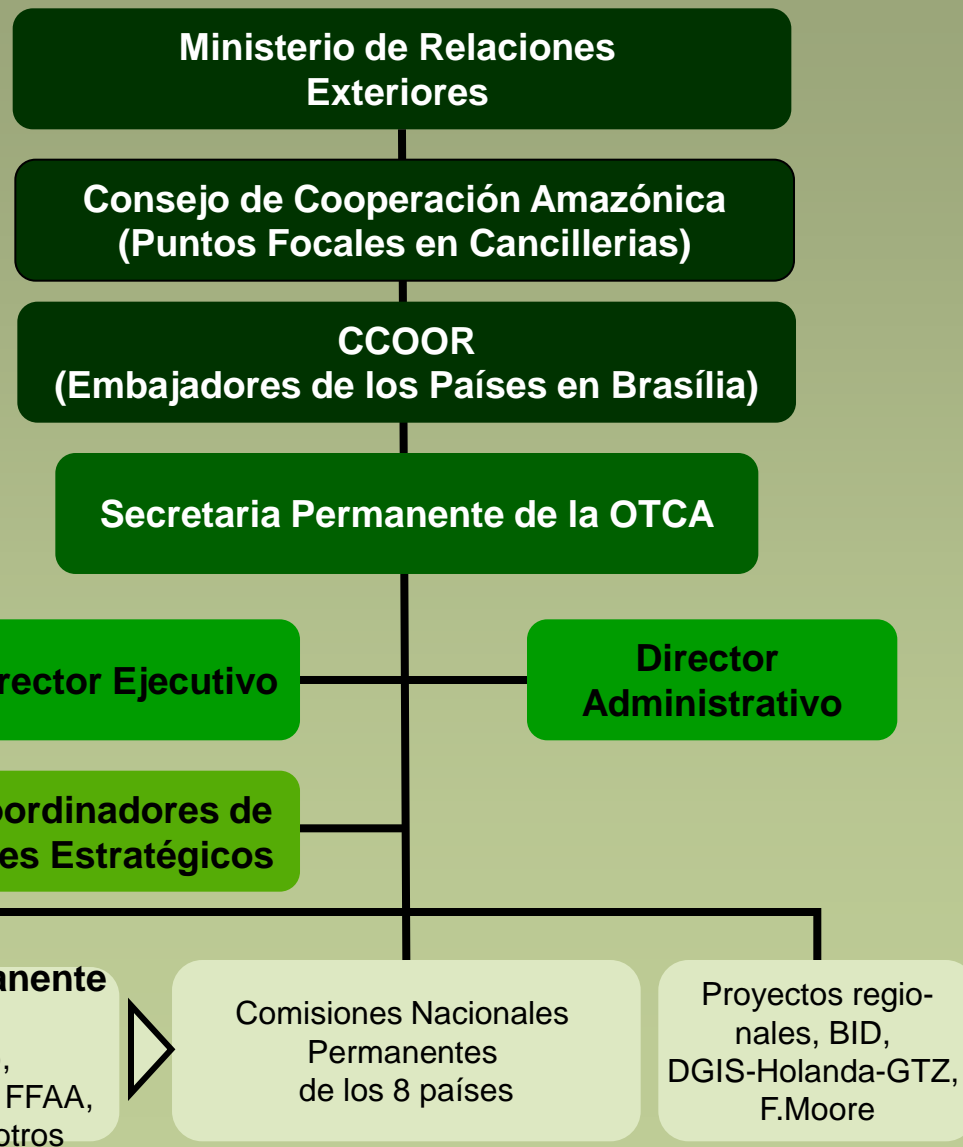 Ministerio de Relaciones
Exteriores
Consejo de Cooperación Amazónica
(Puntos Focales en Cancillerias)
CCOOR
(Embajadores de los Países en Brasília)
Secretaria Permanente de la OTCA
rector Ejecutivo
Director
Administrativo
oordinadores de
es Estratégicos
anente
,
FFAA,
otros
Comisiones Nacionales
Permanentes
de los 8 países
Proyectos regio-
nales, BID,
DGIS-Holanda-GTZ,
F.Moore